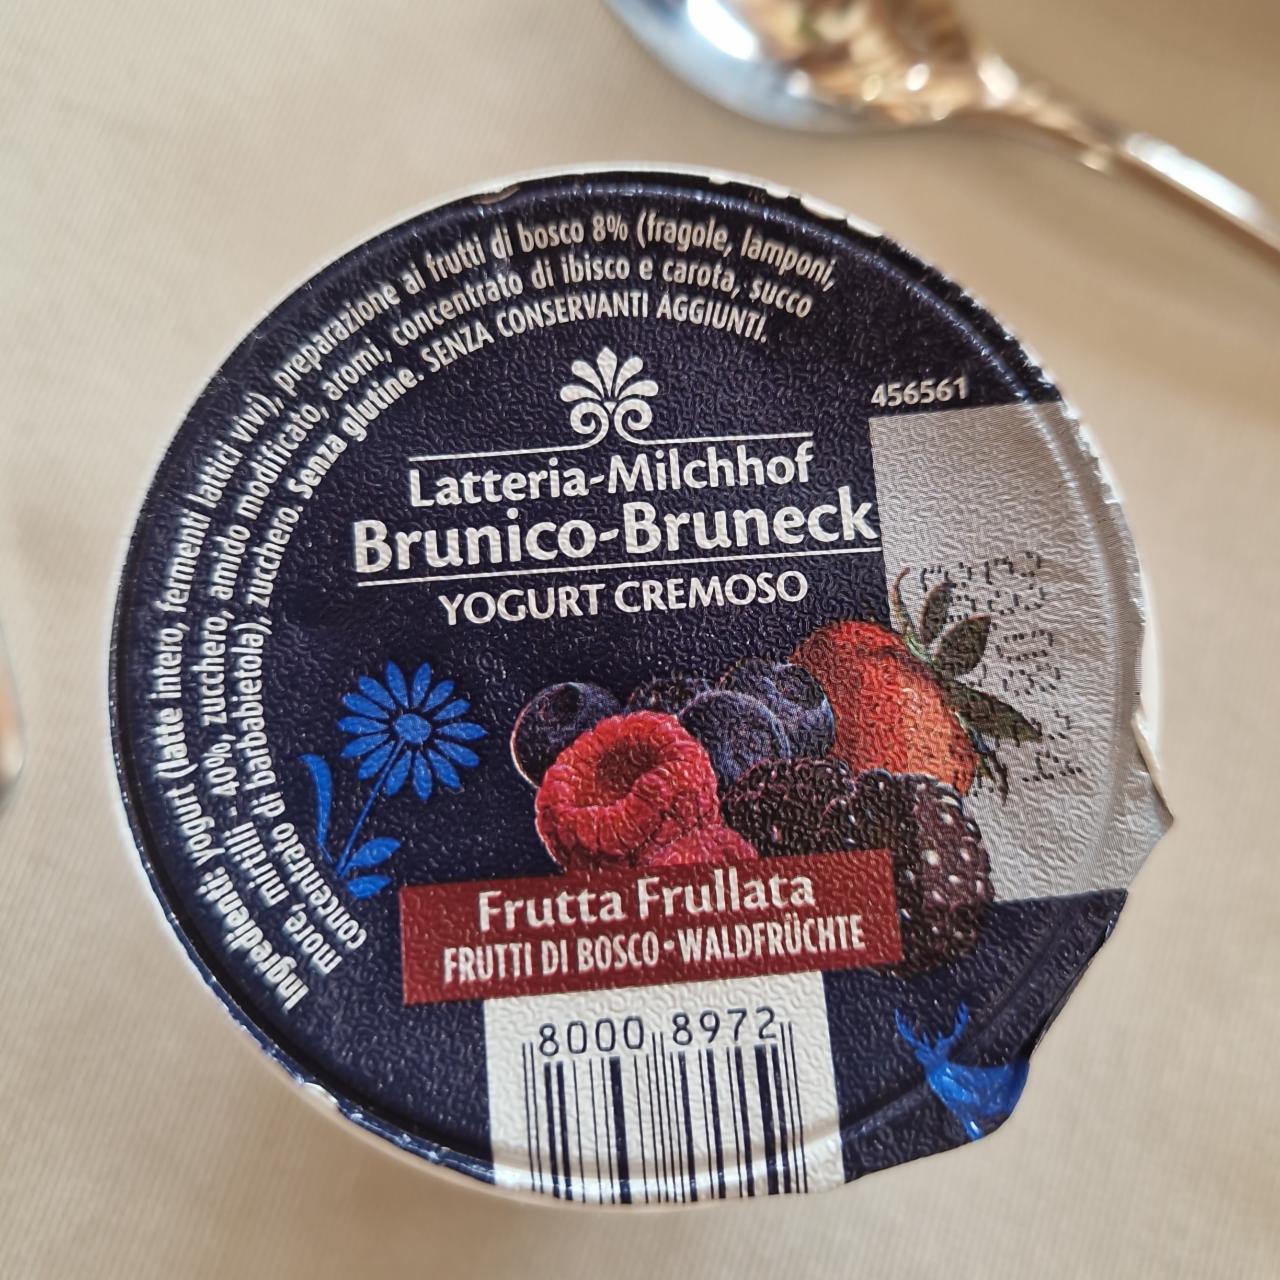 Ingredienti: yogurt (latte intero, fermenti lattici vivi), preparazione ai frutti di bosco 8% (fragole, lamponi,
more, mirtilli - 40%, zucchero, amido modificato, aromi, concentrato di ibisco e carota, succo
concentrato di barbabietola), zucchero. Senza glutine. SENZA CONSERVANTI AGGIUNTI.
456561
Latteria-Milchhof
Brunico-Bruneck
YOGURT CREMOSO
Frutta Frullata
FRUTTI DI BOSCO·WALDFRÜCHTE
8000 8972